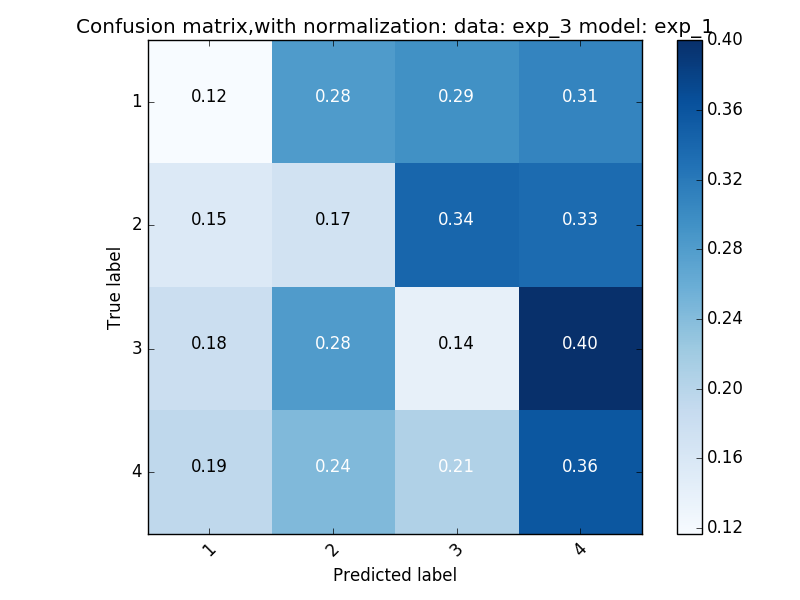 Confusion matrix,with normalization: data: exp_3 model: exp_1
True label
1 0.12 0.28 0.29 0.31
2 0.15 0.17 0.34 0.33
3 0.18 0.28 0.14 0.40
4 0.19 0.24 0.21 0.36
1 2 3 4
Predicted label
0.40
0.36
0.32
0.28
0.24
0.20
0.16
0.12